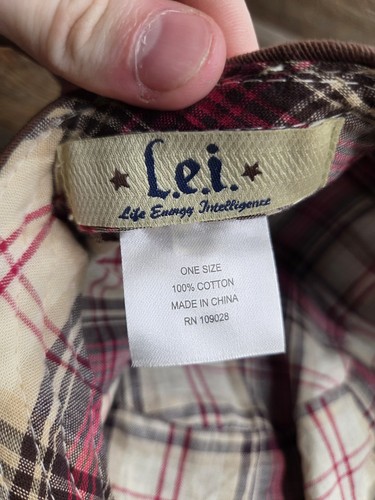 l.e.i.
Life Energy Intelligence
ONE SIZE
100% COTTON
MADE IN CHINA
RN 109028